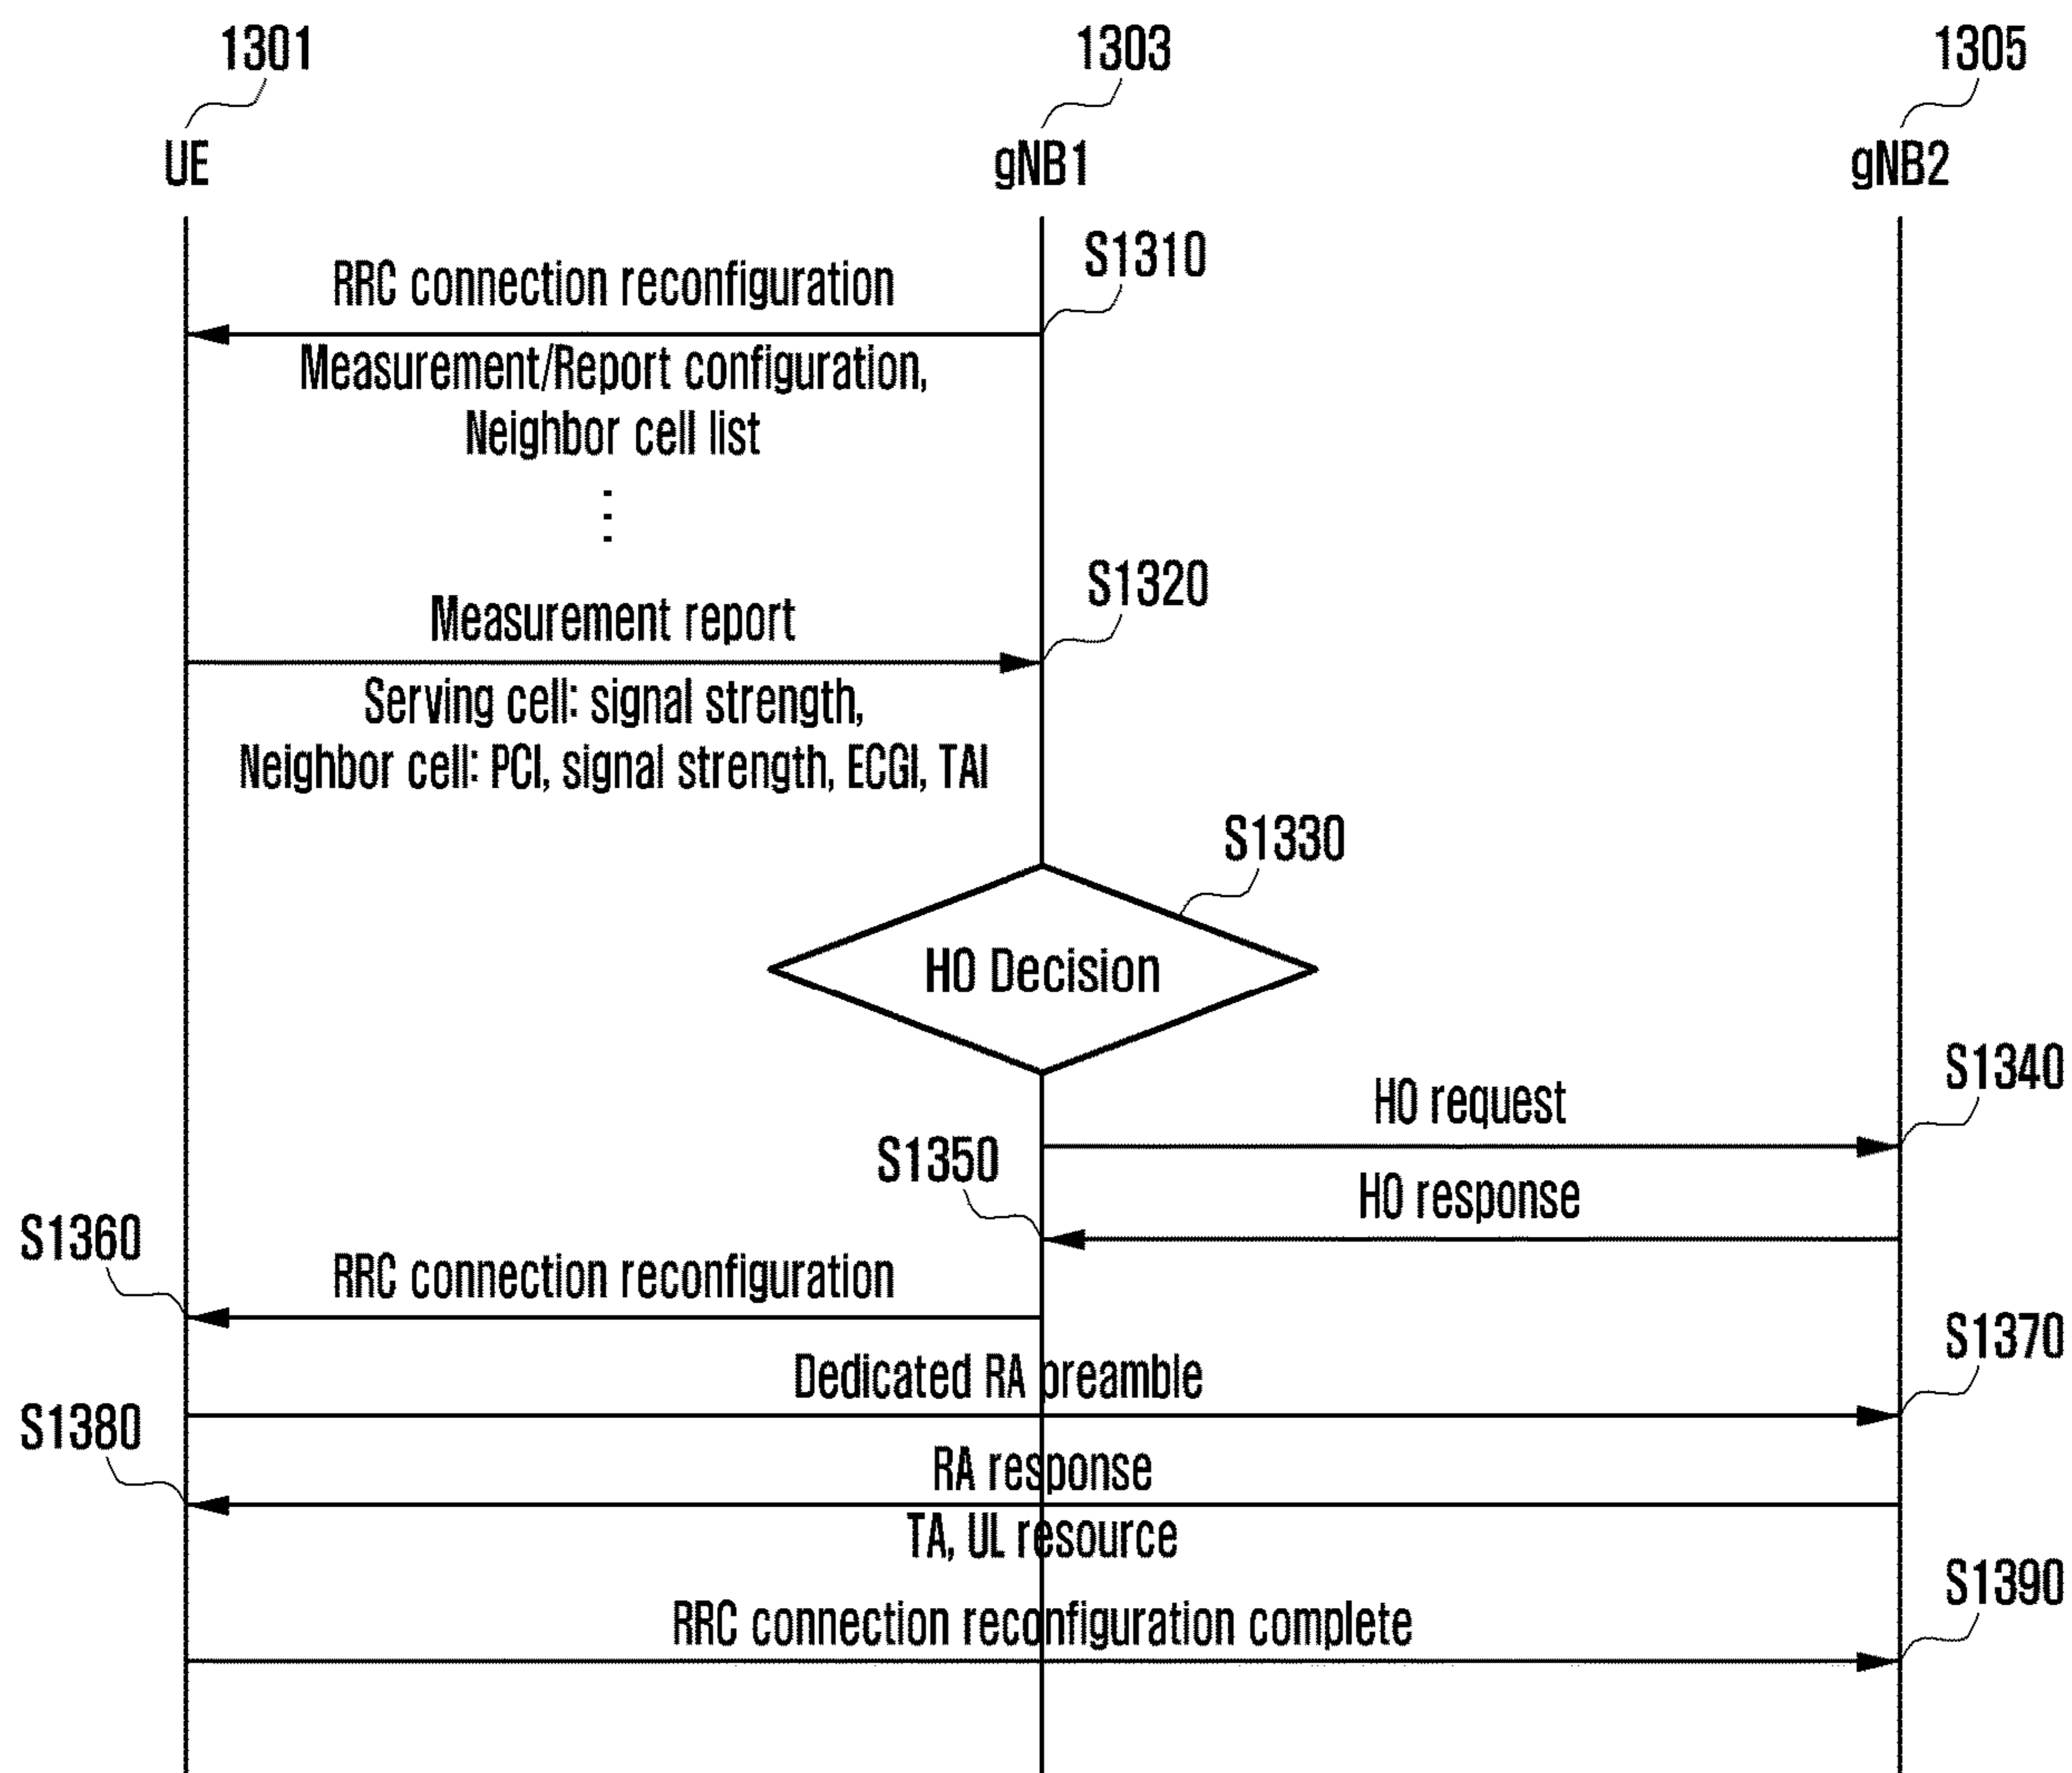 1301
1303
1305
UE
gNB1
gNB2
S1310
RRC connection reconfiguration
Measurement/Report configuration,
Neighbor cell list
S1320
Measurement report
Serving cell: signal strength,
Neighbor cell: PCI, signal strength, ECGI, TAI
S1330
HO Decision
S1340
HO request
S1350
HO response
S1360
RRC connection reconfiguration
S1370
Dedicated RA preamble
S1380
RA response
TA, UL resource
S1390
RRC connection reconfiguration complete